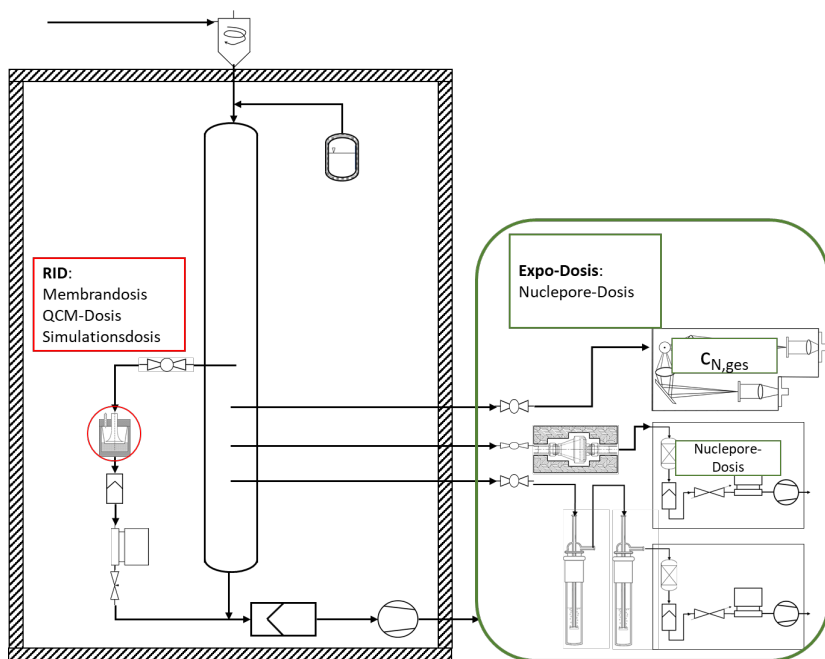 RID:
Membrandosis
QCM-Dosis
Simulationsdosis
Expo-Dosis:
Nuclepore-Dosis
CN,ges
Nuclepore-
Dosis